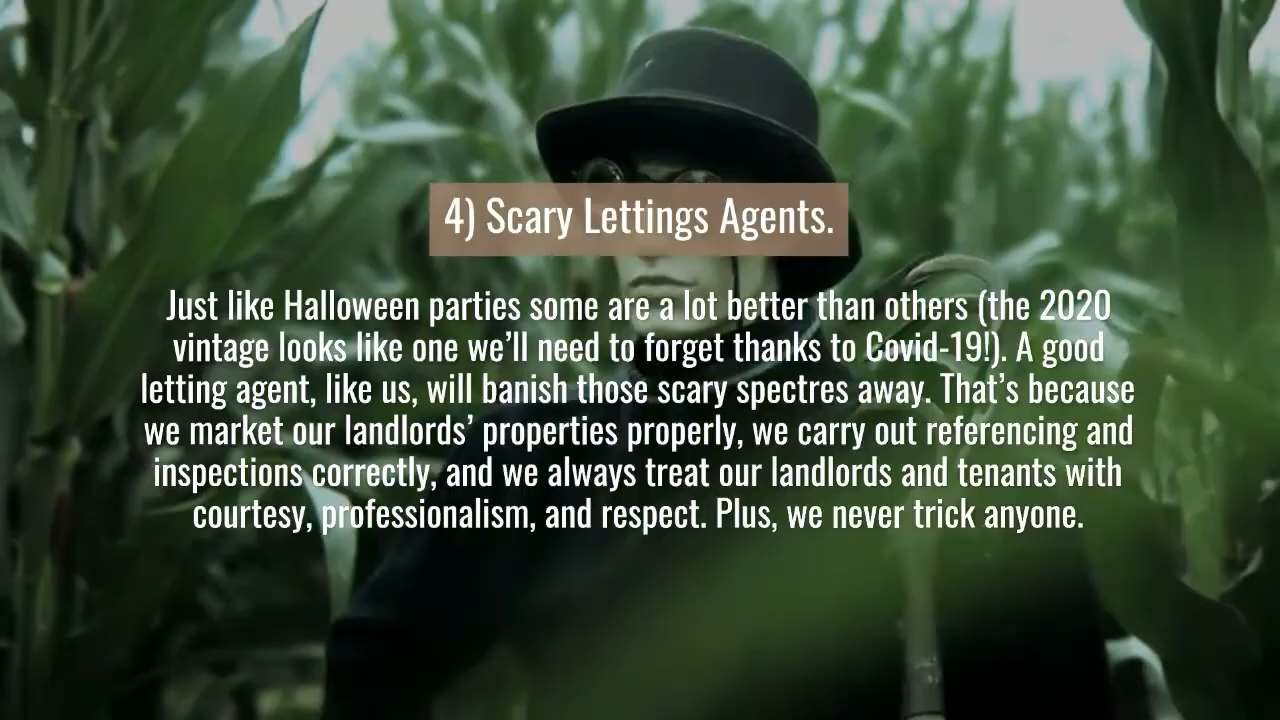 4) Scary Lettings Agents.
Just like Halloween parties some are a lot better than others (the 2020
vintage looks like one we’ll need to forget thanks to Covid-19!). A good
letting agent, like us, will banish those scary spectres away. That’s because
we market our landlords’ properties properly, we carry out referencing and
inspections correctly, and we always treat our landlords and tenants with
courtesy, professionalism, and respect. Plus, we never trick anyone.